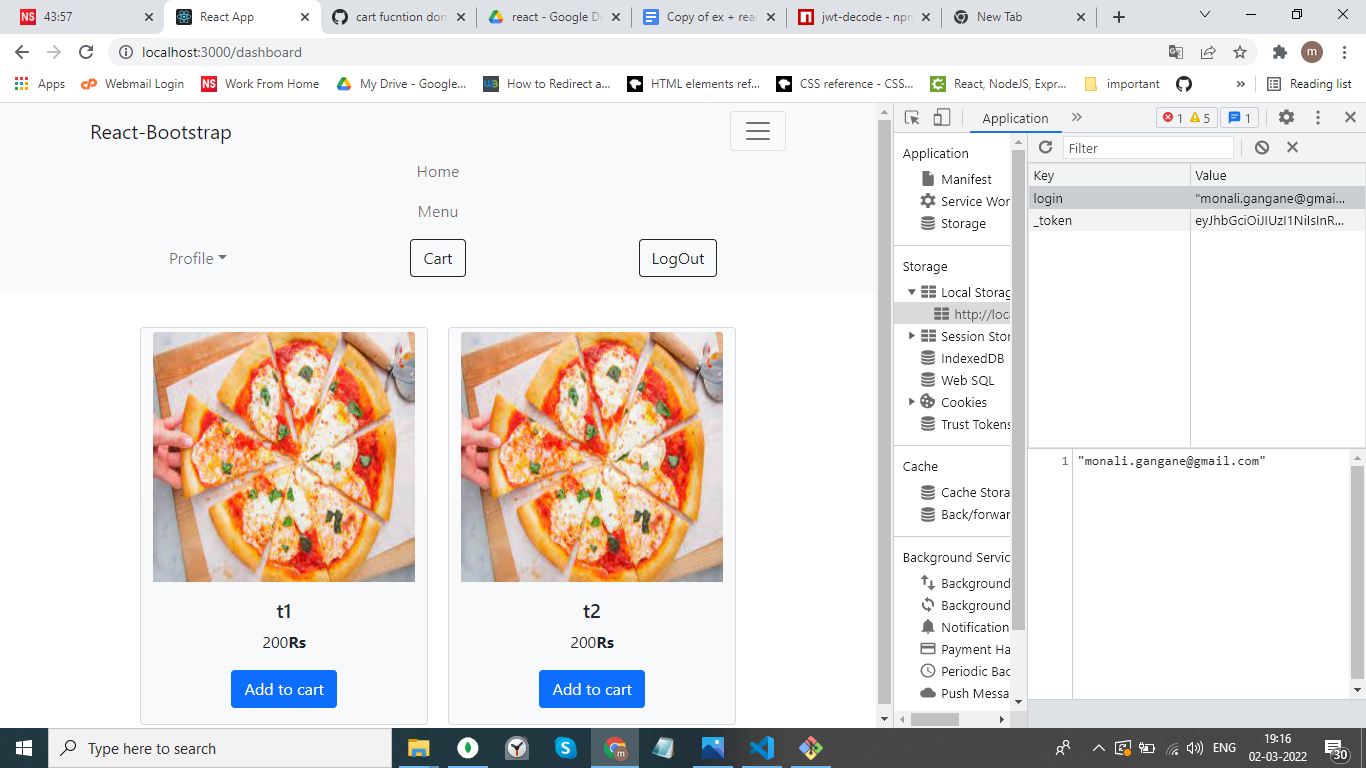 43:57
React App
cart fucntion don
react - Google Dr
Copy of ex + rea
jwt-decode - npm
New Tab
localhost:3000/dashboard
m
Apps
Webmail Login
NS Work From Home
My Drive - Google...
How to Redirect a...
HTML elements ref...
CSS reference - CSS...
React, NodeJS, Expr...
important
»
Reading list
React-Bootstrap
Home
Menu
Profile
Cart
LogOut
t1
200Rs
Add to cart
t2
200Rs
Add to cart
Application
»
1
5
1
Application
Manifest
Service Wor
Storage
Storage
Local Storag
http://loca
Session Stor
IndexedDB
Web SQL
Cookies
Trust Tokens
Cache
Cache Stora
Back/forwar
Background Servic
Background
Background
Notification
Payment Ha
Periodic Bac
Push Messa
Filter
Key Value
login "monali.gangane@gmai...
_token eyJhbGciOiJIUzI1NiIsInR...
1 "monali.gangane@gmail.com"
Type here to search
ENG
19:16
02-03-2022
30